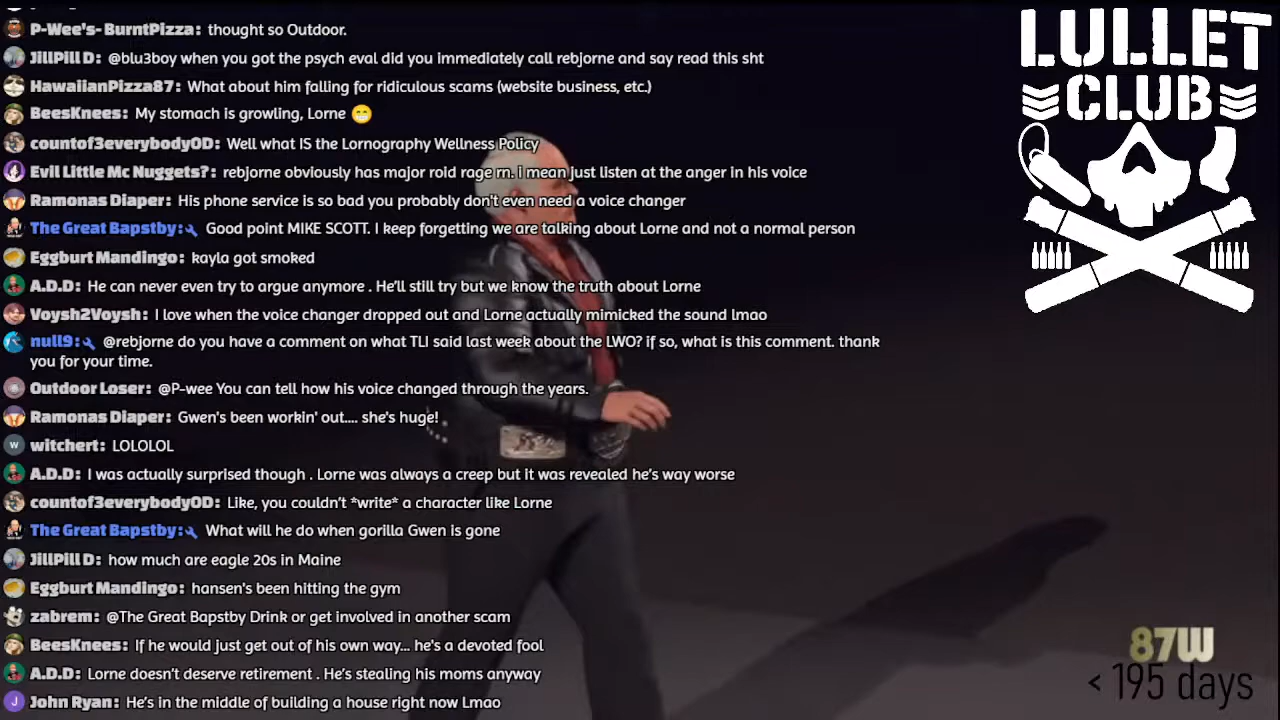 P-Wee's- BurntPizza: thought so Outdoor.
JillPill D: @blu3boy when you got the psych eval did you immediately call rebjorne and say read this sht
HawaiianPizza87: What about him falling for ridiculous scams (website business, etc.)
BeesKnees: My stomach is growling, Lorne 😁
countof3everybodyOD: Well what IS the Lornography Wellness Policy
Evil Little Mc Nuggets?: rebjorne obviously has major roid rage rn. I mean just listen at the anger in his voice
Ramonas Diaper: His phone service is so bad you probably don't even need a voice changer
The Great Bapstby: Good point MIKE SCOTT. I keep forgetting we are talking about Lorne and not a normal person
Eggburt Mandingo: kayla got smoked
A.D.D: He can never even try to argue anymore . He'll still try but we know the truth about Lorne
Voysh2Voysh: I love when the voice changer dropped out and Lorne actually mimicked the sound lmao
null9: @rebjorne do you have a comment on what TLI said last week about the LWO? if so, what is this comment. thank
you for your time.
Outdoor Loser: @P-wee You can tell how his voice changed through the years.
Ramonas Diaper: Gwen's been workin' out.... she's huge!
W witchert: LOLOLOL
A.D.D: I was actually surprised though . Lorne was always a creep but it was revealed he's way worse
countof3everybodyOD: Like, you couldn't *write* a character like Lorne
The Great Bapstby: What will he do when gorilla Gwen is gone
JillPill D: how much are eagle 20s in Maine
Eggburt Mandingo: hansen's been hitting the gym
zabrem: @The Great Bapstby Drink or get involved in another scam
BeesKnees: If he would just get out of his own way... he's a devoted fool
A.D.D: Lorne doesn't deserve retirement . He's stealing his moms anyway
J John Ryan: He's in the middle of building a house right now Lmao
LULLET
CLUB
87W
< 195 days